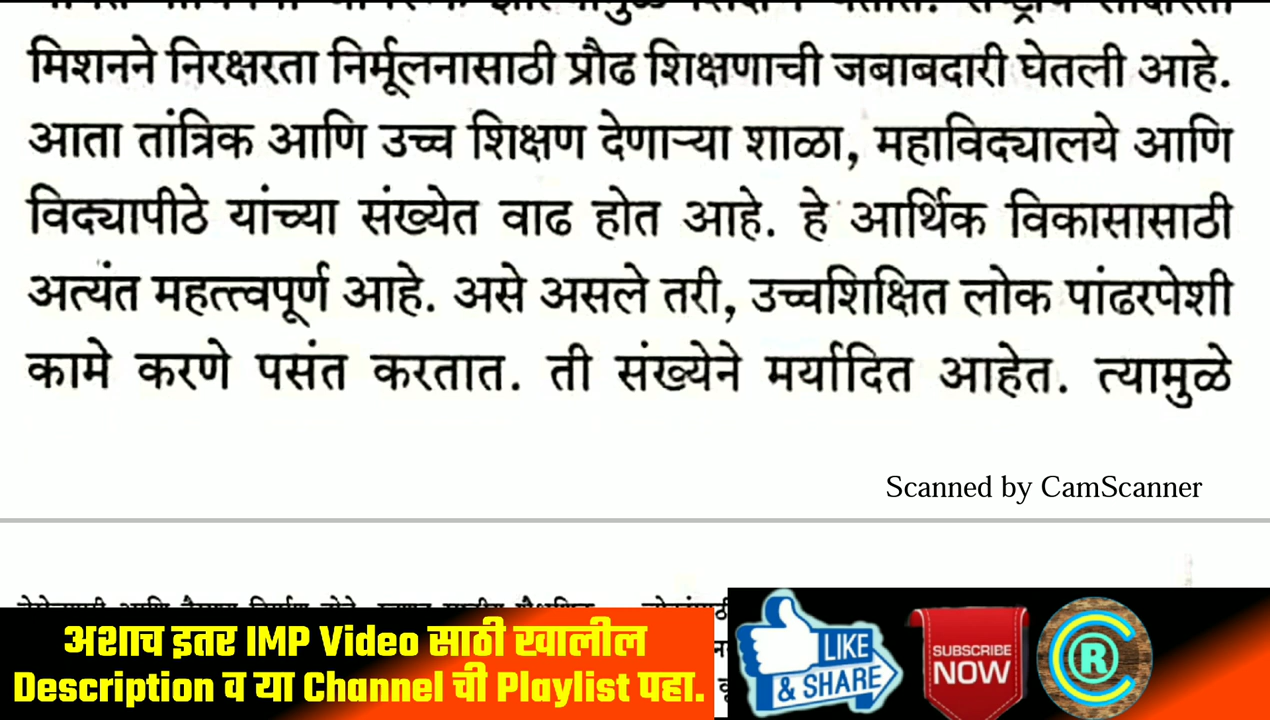 मिशनने निरक्षरता निर्मूलनासाठी प्रौढ शिक्षणाची जबाबदारी घेतली आहे.
आता तांत्रिक आणि उच्च शिक्षण देणाऱ्या शाळा, महाविद्यालये आणि
विद्यापीठे यांच्या संख्येत वाढ होत आहे. हे आर्थिक विकासासाठी
अत्यंत महत्त्वपूर्ण आहे. असे असले तरी, उच्चशिक्षित लोक पांढरपेशी
कामे करणे पसंत करतात. ती संख्येने मर्यादित आहेत. त्यामुळे
Scanned by CamScanner
अशाच इतर IMP Video साठी खालील
Description व या Channel ची Playlist पहा.
LIKE
& SHARE
SUBSCRIBE
NOW
R